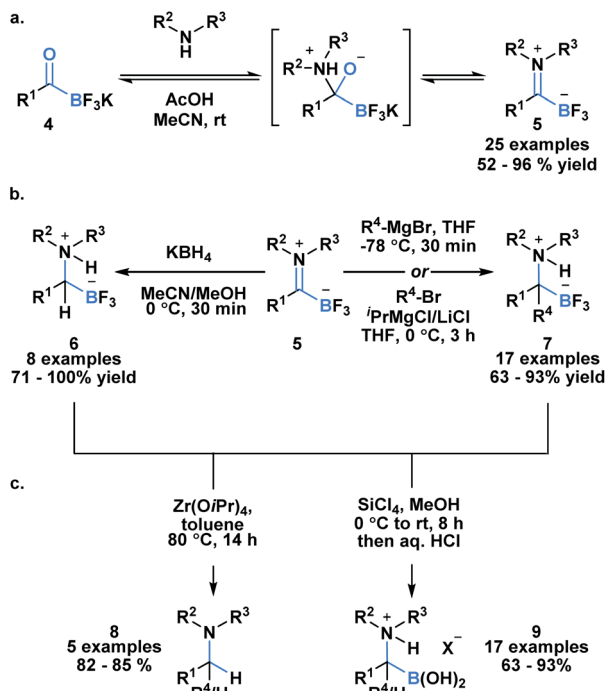 a.
O
R1
BF3K
4
R2
N
H
R3
AcOH
MeCN, rt
+
R3
R2-NH
O−
R1
BF3K
R2
+
N
R3
R1
−
BF3
5
25 examples
52 - 96 % yield
b.
R2
+
N
R3
H
R1
H
−
BF3
6
8 examples
71 - 100% yield
KBH4
MeCN/MeOH
0 °C, 30 min
R2
+
N
R3
R1
−
BF3
5
R4-MgBr, THF
-78 °C, 30 min
or
R4-Br
iPrMgCl/LiCl
THF, 0 °C, 3 h
R2
+
N
R3
H
R1
R4
−
BF3
7
17 examples
63 - 93% yield
c.
Zr(OiPr)4,
toluene
80 °C, 14 h
SiCl4, MeOH
0 °C to rt, 8 h
then aq. HCl
8
5 examples
82 - 85 %
R2
N
R3
R1
H
R4/H
R2
+
N
R3
H
X−
R1
B(OH)2
R4/H
9
17 examples
63 - 93%